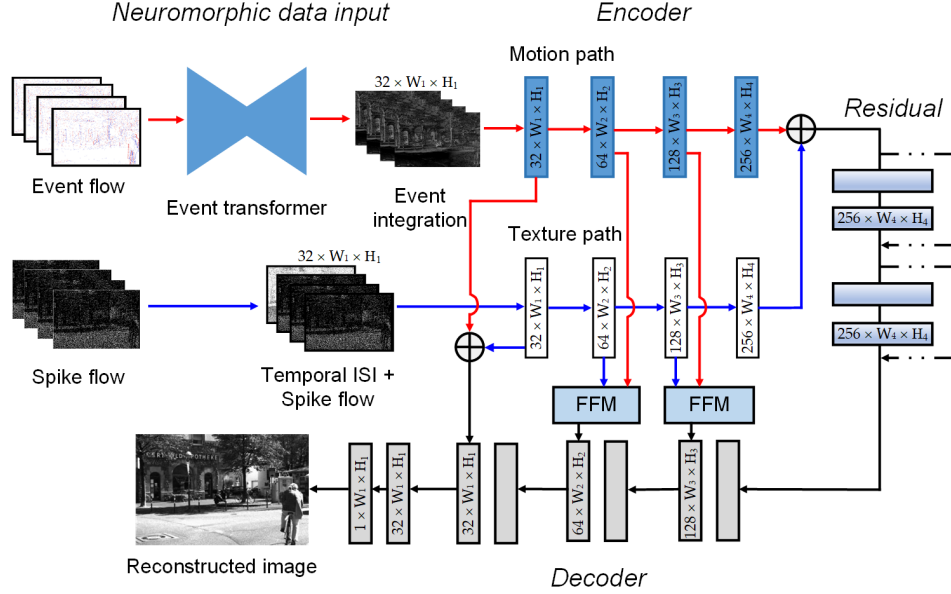 Neuromorphic data input
Encoder
Motion path
32 × W₁ × H₁
32 × W₁ × H₁
64 × W₂ × H₂
128 × W₃ × H₃
256 × W₄ × H₄
Residual
Event flow
Event transformer
Event
integration
256 × W₄ × H₄
Texture path
32 × W₁ × H₁
32 × W₁ × H₁
64 × W₂ × H₂
128 × W₃ × H₃
256 × W₄ × H₄
256 × W₄ × H₄
Spike flow
Temporal ISI +
Spike flow
FFM
FFM
1 × W₁ × H₁
32 × W₁ × H₁
32 × W₁ × H₁
64 × W₂ × H₂
128 × W₃ × H₃
Reconstructed image
Decoder